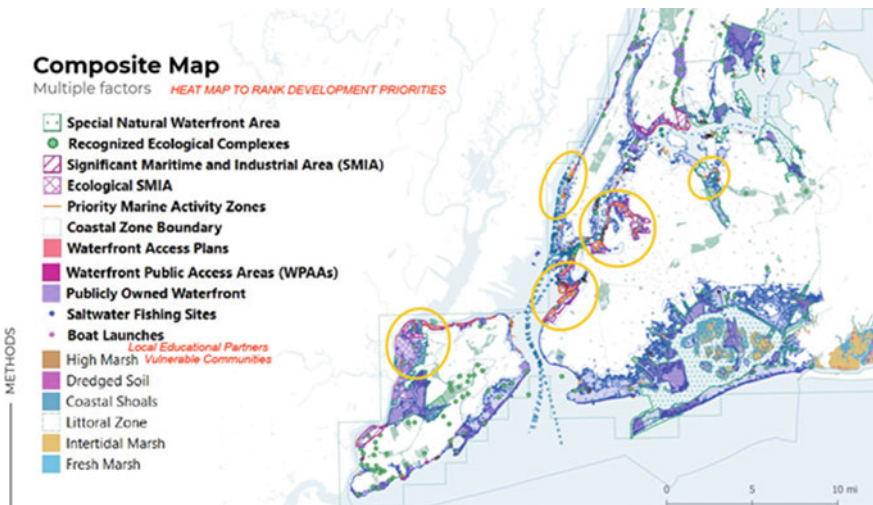 Composite Map
Multiple factors HEAT MAP TO RANK DEVELOPMENT PRIORITIES
Special Natural Waterfront Area
Recognized Ecological Complexes
Significant Maritime and Industrial Area (SMIA)
Ecological SMIA
Priority Marine Activity Zones
Coastal Zone Boundary
Waterfront Access Plans
Waterfront Public Access Areas (WPAAs)
Publicly Owned Waterfront
Saltwater Fishing Sites
Boat Launches
Local Educational Partners
High Marsh Vulnerable Communities
Dredged Soil
Coastal Shoals
Littoral Zone
Intertidal Marsh
Fresh Marsh
METHODS
0 5 10 mi